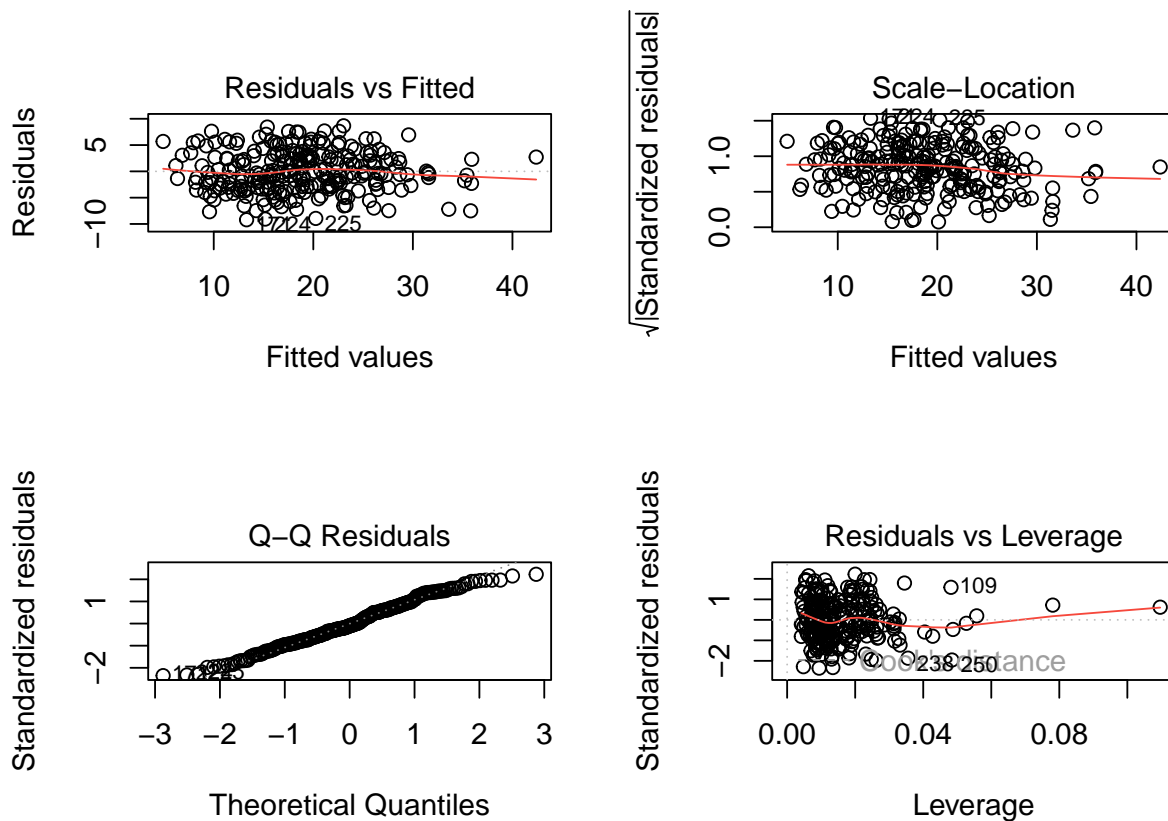 Residuals vs Fitted
Residuals
5
−10
225
10 20 30 40
Fitted values
Scale−Location
√|Standardized residuals|
1.0
0.0
225
10 20 30 40
Fitted values
Q−Q Residuals
Standardized residuals
1
−2
−3 −2 −1 0 1 2 3
Theoretical Quantiles
Residuals vs Leverage
Standardized residuals
1
−2
109
Cook's distance
238 250
0.00 0.04 0.08
Leverage